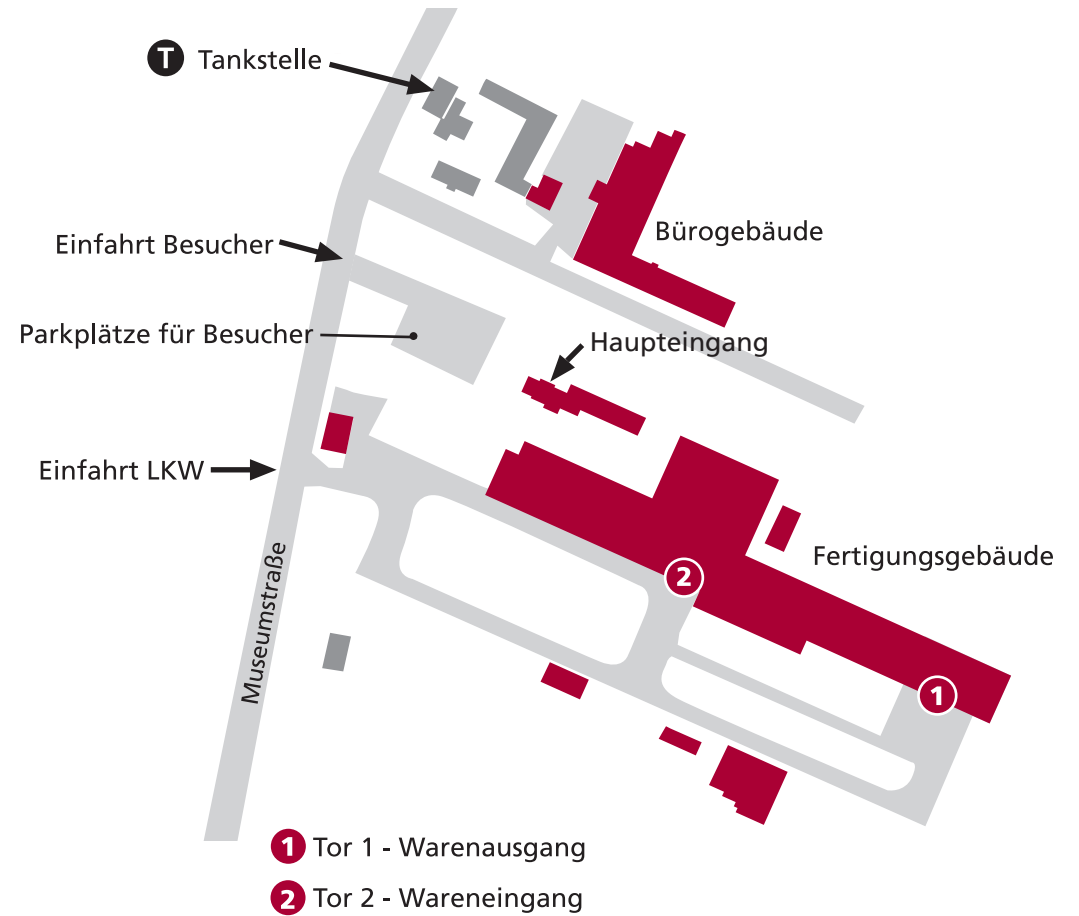 T Tankstelle
Bürogebäude
Einfahrt Besucher
Parkplätze für Besucher
Haupteingang
Einfahrt LKW
Fertigungsgebäude
2
Museumstraße
1
1 Tor 1 - Warenausgang
2 Tor 2 - Wareneingang